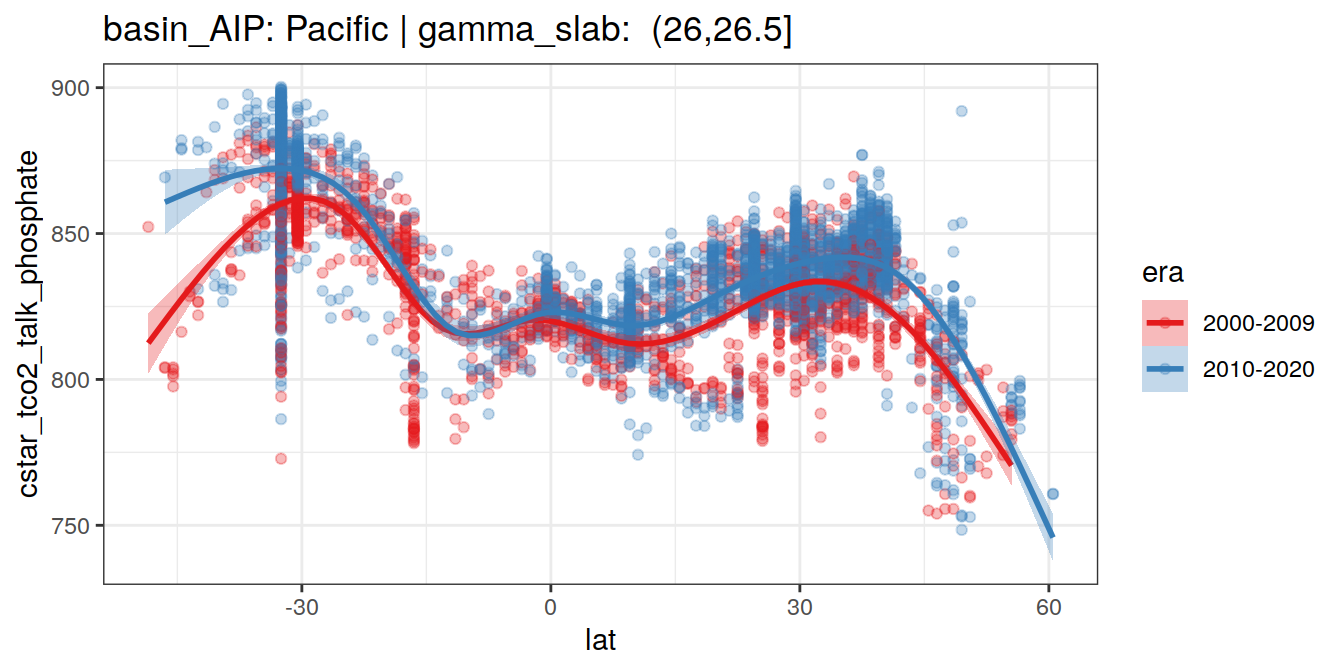 basin_AIP: Pacific | gamma_slab:  (26,26.5]
cstar_tco2_talk_phosphate
900
850
800
750
-30
0
30
60
lat
era
2000-2009
2010-2020